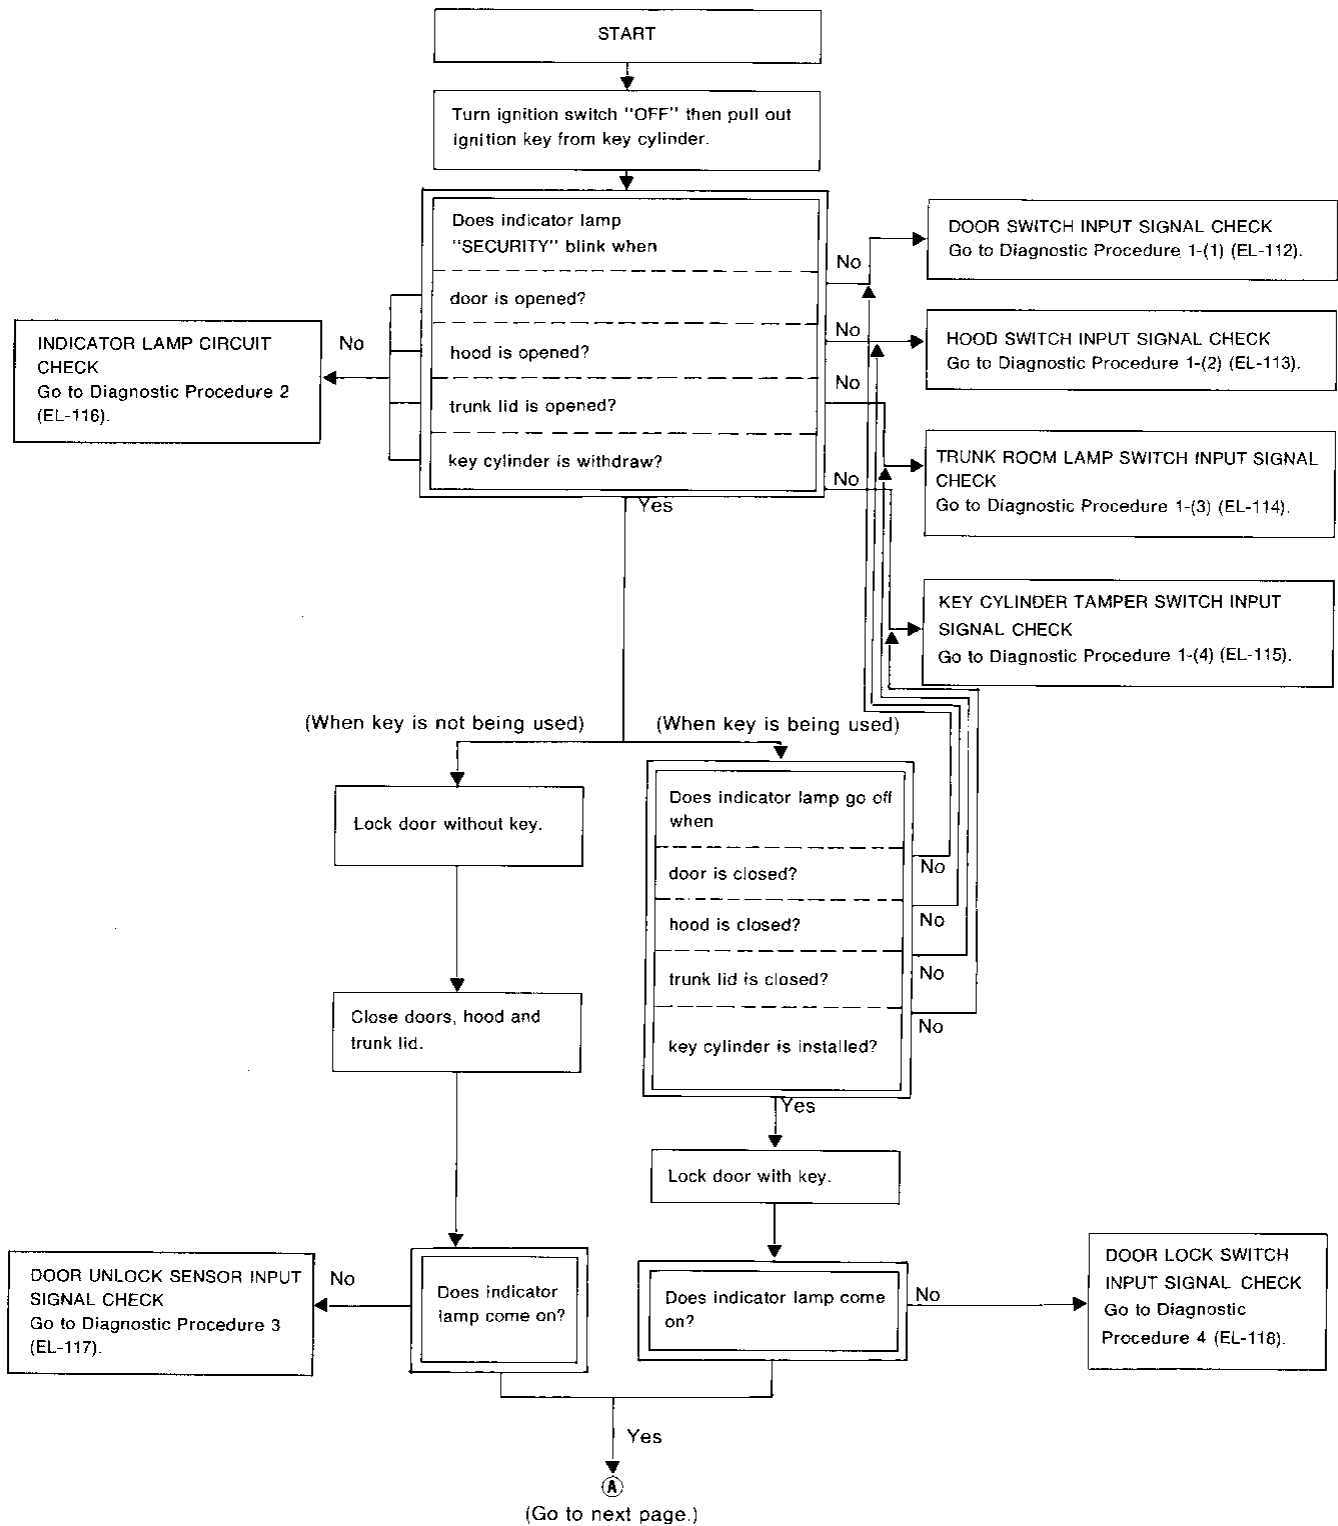 START
Turn ignition switch "OFF" then pull out
ignition key from key cylinder.
Does indicator lamp
"SECURITY" blink when
door is opened?
hood is opened?
trunk lid is opened?
key cylinder is withdraw?
No
INDICATOR LAMP CIRCUIT
CHECK
Go to Diagnostic Procedure 2
(EL-116).
No
DOOR SWITCH INPUT SIGNAL CHECK
Go to Diagnostic Procedure 1-(1) (EL-112).
No
HOOD SWITCH INPUT SIGNAL CHECK
Go to Diagnostic Procedure 1-(2) (EL-113).
No
TRUNK ROOM LAMP SWITCH INPUT SIGNAL
CHECK
Go to Diagnostic Procedure 1-(3) (EL-114).
No
KEY CYLINDER TAMPER SWITCH INPUT
SIGNAL CHECK
Go to Diagnostic Procedure 1-(4) (EL-115).
Yes
(When key is not being used)
(When key is being used)
Lock door without key.
Close doors, hood and
trunk lid.
Does indicator lamp go off
when
door is closed?
hood is closed?
trunk lid is closed?
key cylinder is installed?
No
No
No
No
Yes
Lock door with key.
Does indicator
lamp come on?
No
DOOR UNLOCK SENSOR INPUT
SIGNAL CHECK
Go to Diagnostic Procedure 3
(EL-117).
Does indicator lamp come
on?
No
DOOR LOCK SWITCH
INPUT SIGNAL CHECK
Go to Diagnostic
Procedure 4 (EL-118).
Yes
A
(Go to next page.)